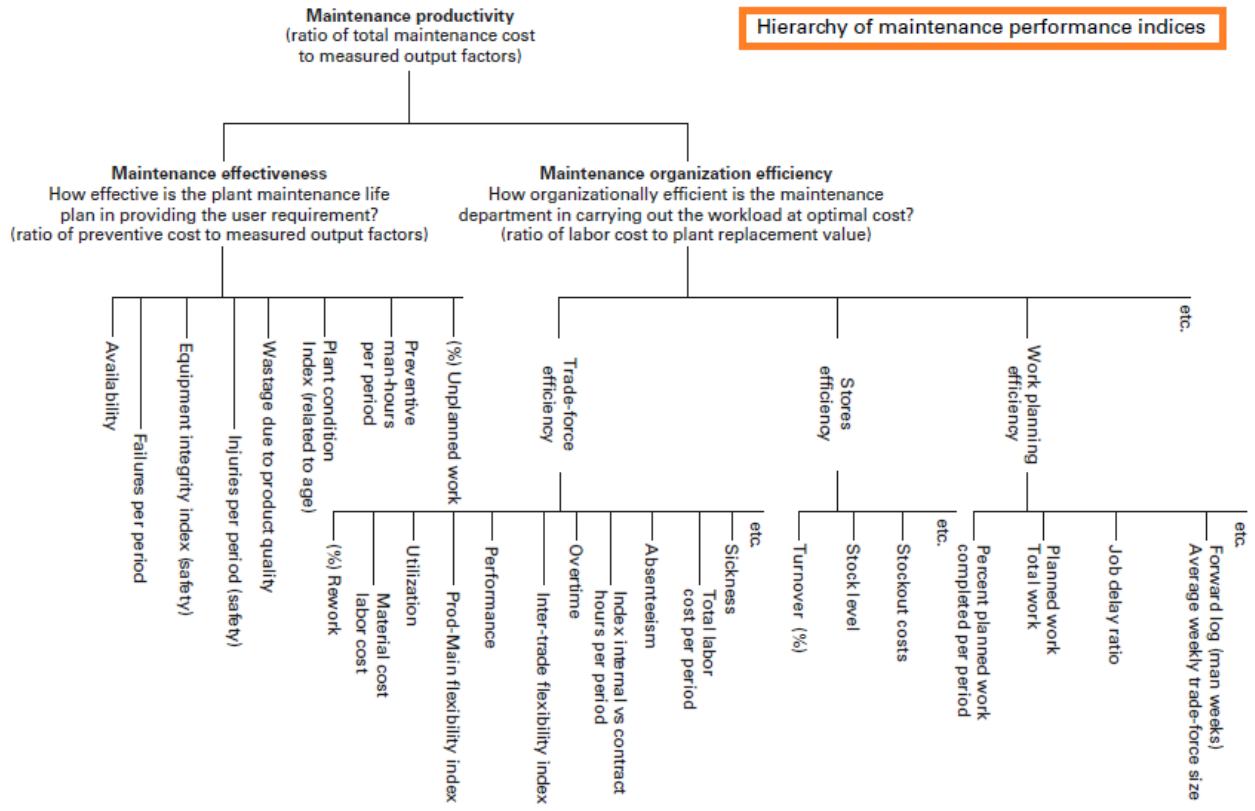 Maintenance productivity
(ratio of total maintenance cost
to measured output factors)
Hierarchy of maintenance performance indices
Maintenance effectiveness
How effective is the plant maintenance life
plan in providing the user requirement?
(ratio of preventive cost to measured output factors)
Maintenance organization efficiency
How organizationally efficient is the maintenance
department in carrying out the workload at optimal cost?
(ratio of labor cost to plant replacement value)
Availability
Failures per period
Equipment integrity index (safety)
Injuries per period (safety)
Wastage due to product quality
Plant condition
Index (related to age)
Preventive
man-hours
per period
(%) Unplanned work
Trade-force
efficiency
Stores
efficiency
Work planning
efficiency
etc.
(%) Rework
Material cost
labor cost
Utilization
Prod-Main flexibility index
Performance
Inter-trade flexibility index
Overtime
Index internal vs contract
hours per period
Absenteeism
Total labor
cost per period
Sickness
etc.
Turnover (%)
Stock level
Stockout costs
etc.
Percent planned work
completed per period
Planned work
Total work
Job delay ratio
Forward log (man weeks)
Average weekly trade-force size
etc.